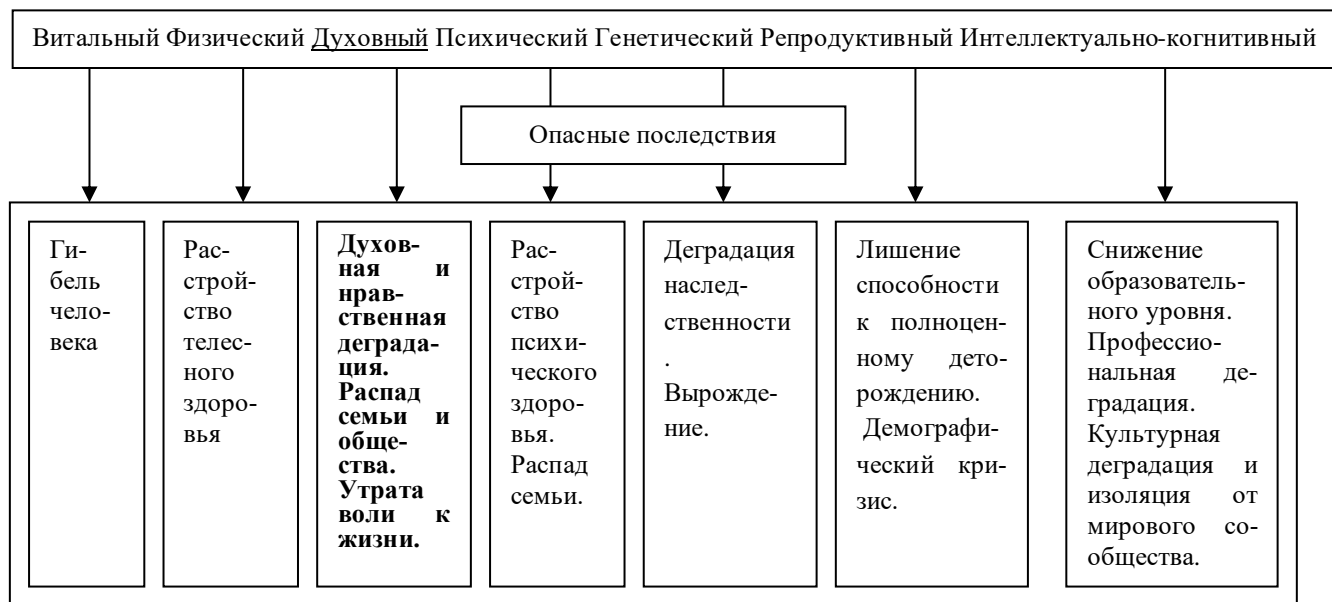 Витальный Физический Духовный Психический Генетический Репродуктивный Интеллектуально-когнитивный
Опасные последствия
Ги-
бель
чело-
века
Рас-
строй-
ство
телес-
ного
здоро-
вья
Духов-
ная и
нрав-
ственная
деграда-
ция.
Распад
семьи и
обще-
ства.
Утрата
воли к
жизни.
Рас-
строй-
ство
психи-
ческого
здоро-
вья.
Распад
семьи.
Деградация
наслед-
ственности
.
Вырожде-
ние.
Лишение
способности
к полноцен-
ному дето-
рождению.
Демографи-
ческий кри-
зис.
Снижение
образователь-
ного уровня.
Профессио-
нальная де-
градация.
Культурная
деградация и
изоляция от
мирового со-
общества.